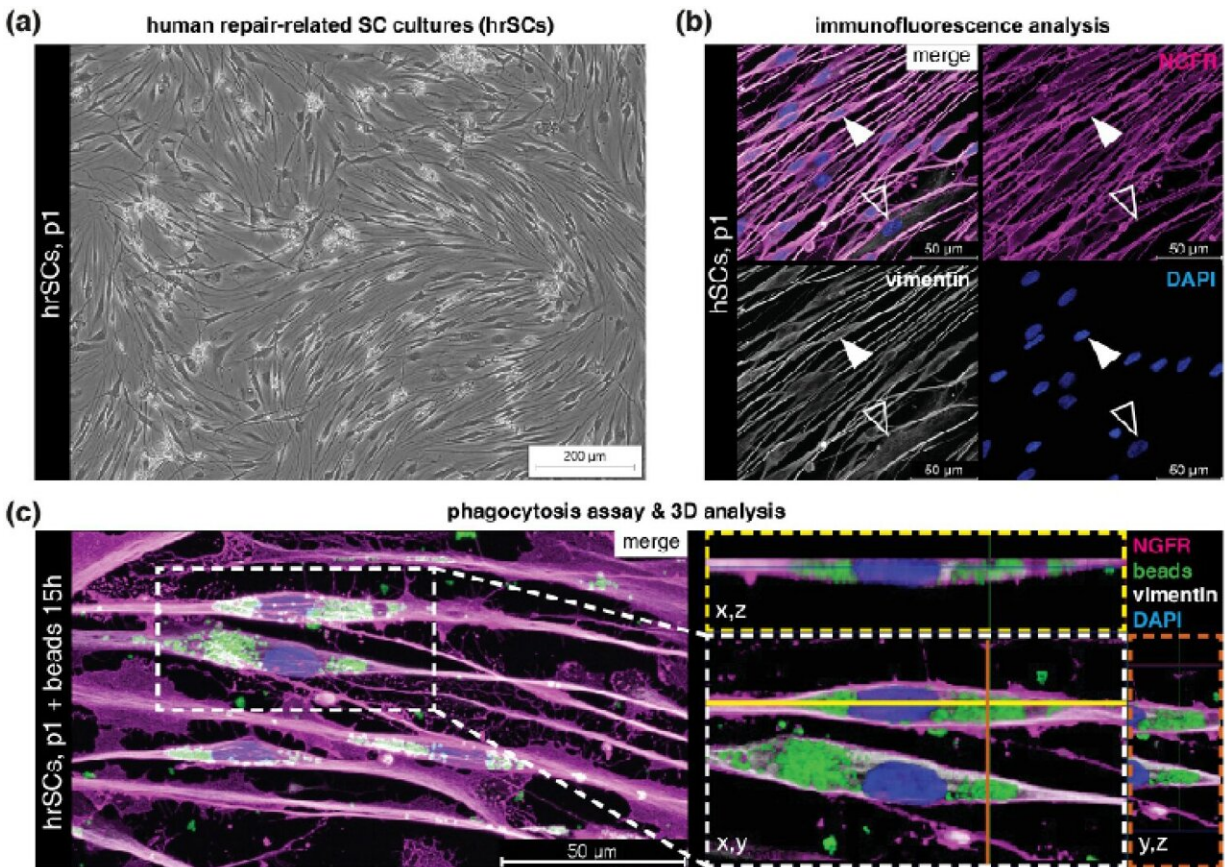 (a)
human repair-related SC cultures (hrSCs)
hrSCs, p1
200 µm
(b)
immunofluorescence analysis
hSCs, p1
merge
50 µm
NGFR
50 µm
vimentin
50 µm
DAPI
50 µm
(c)
phagocytosis assay & 3D analysis
hrSCs, p1 + beads 15h
merge
50 µm
x,z
NGFR
beads
vimentin
DAPI
x,y
y,z